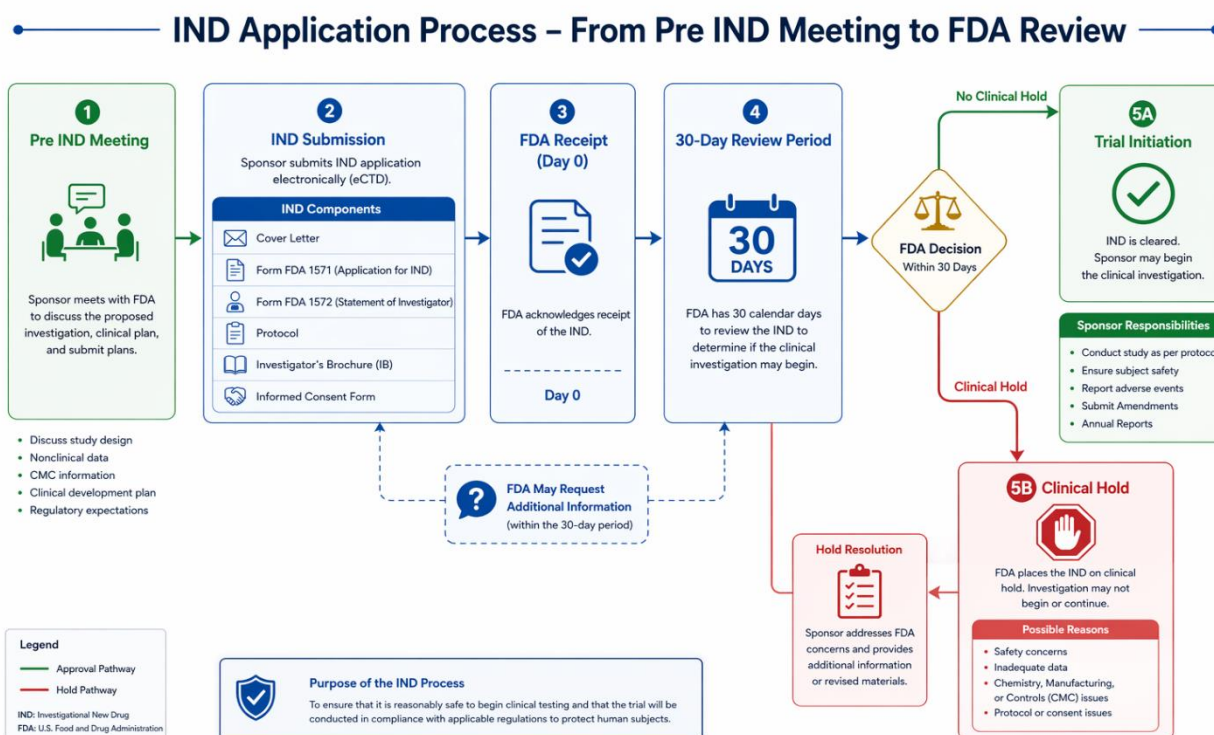 IND Application Process – From Pre IND Meeting to FDA Review
1
Pre IND Meeting
Sponsor meets with FDA
to discuss the proposed
investigation, clinical plan,
and submit plans.
• Discuss study design
• Nonclinical data
• CMC information
• Clinical development plan
• Regulatory expectations
2
IND Submission
Sponsor submits IND application
electronically (eCTD).
IND Components
Cover Letter
Form FDA 1571 (Application for IND)
Form FDA 1572 (Statement of Investigator)
Protocol
Investigator's Brochure (IB)
Informed Consent Form
3
FDA Receipt
(Day 0)
FDA acknowledges receipt
of the IND.
Day 0
4
30-Day Review Period
30
DAYS
FDA has 30 calendar days
to review the IND to
determine if the clinical
investigation may begin.
?
FDA May Request
Additional Information
(within the 30-day period)
FDA Decision
Within 30 Days
No Clinical Hold
5A
Trial Initiation
IND is cleared.
Sponsor may begin
the clinical investigation.
Sponsor Responsibilities
• Conduct study as per protoco
• Ensure subject safety
• Report adverse events
• Submit Amendments
• Annual Reports
Clinical Hold
5B Clinical Hold
FDA places the IND on clinical
hold. Investigation may not
begin or continue.
Possible Reasons
• Safety concerns
• Inadequate data
• Chemistry, Manufacturing,
or Controls (CMC) issues
• Protocol or consent issues
Hold Resolution
Sponsor addresses FDA
concerns and provides
additional information
or revised materials.
Legend
Approval Pathway
Hold Pathway
IND: Investigational New Drug
FDA: U.S. Food and Drug Administration
Purpose of the IND Process
To ensure that it is reasonably safe to begin clinical testing and that the trial will be
conducted in compliance with applicable regulations to protect human subjects.